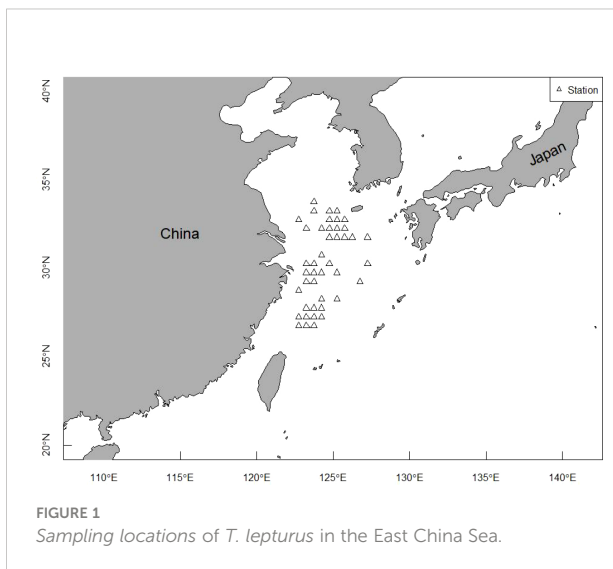 40°N
△ Station
Japan
35°N
China
30°N
25°N
20°N
110°E 115°E 120°E 125°E 130°E 135°E 140°E
FIGURE 1
Sampling locations of T. lepturus in the East China Sea.